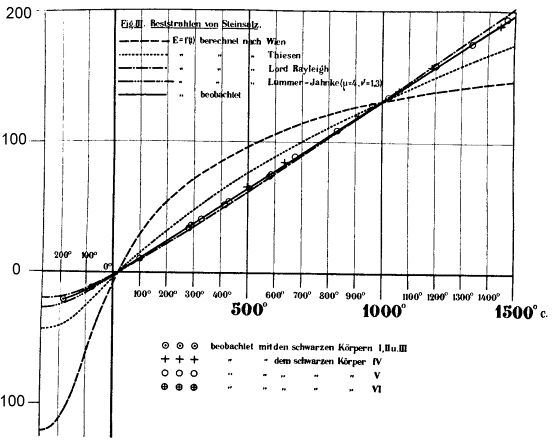 200
Fig. III. Reststrahlen von Steinsalz.
E=f(t) berechnet nach Wien
" " " Thiesen
" " " Lord Rayleigh
" " " Lummer-Jahnke (μ=4, ν=1,3)
" beobachtet
100
0
200° 100° 0°
100° 200° 300° 400° 500° 600° 700° 800° 900° 1000° 1100° 1200° 1300° 1400° 1500° C.
100
beobachtet mit den schwarzen Körpern I, II u. III
" " dem schwarzen Körper IV
" " " " " V
" " " " " VI